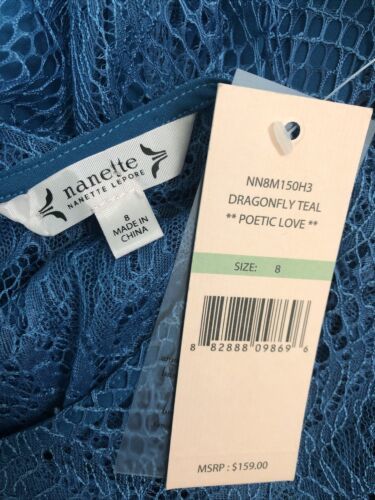 nanette
NANETTE LEPORE
8
MADE IN
CHINA
NN8M150H3
DRAGONFLY TEAL
** POETIC LOVE **
SIZE: 8
8 82888 09869 6
MSRP : $159.00